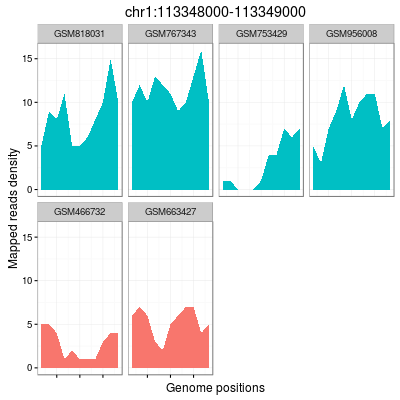 chr1:113348000-113349000
GSM818031 GSM767343 GSM753429 GSM956008
15
10
5
0
GSM466732 GSM663427
15
10
5
0
Mapped reads density
Genome positions